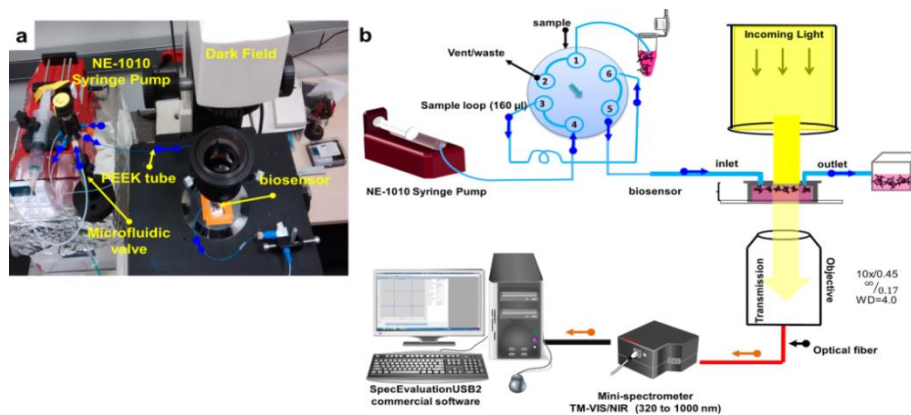 a
NE-1010
Syringe Pump
Dark Field
PEEK tube
biosensor
Microfluidic
valve
b
sample
Vent/waste
1
2
3
4
5
6
Sample loop (160 µl)
NE-1010 Syringe Pump
Incoming Light
inlet
outlet
biosensor
Transmission
Objective
10x/0.45
∞/0.17
WD=4.0
Optical fiber
SpecEvaluationUSB2
commercial software
Mini-spectrometer
TM-VIS/NIR (320 to 1000 nm)